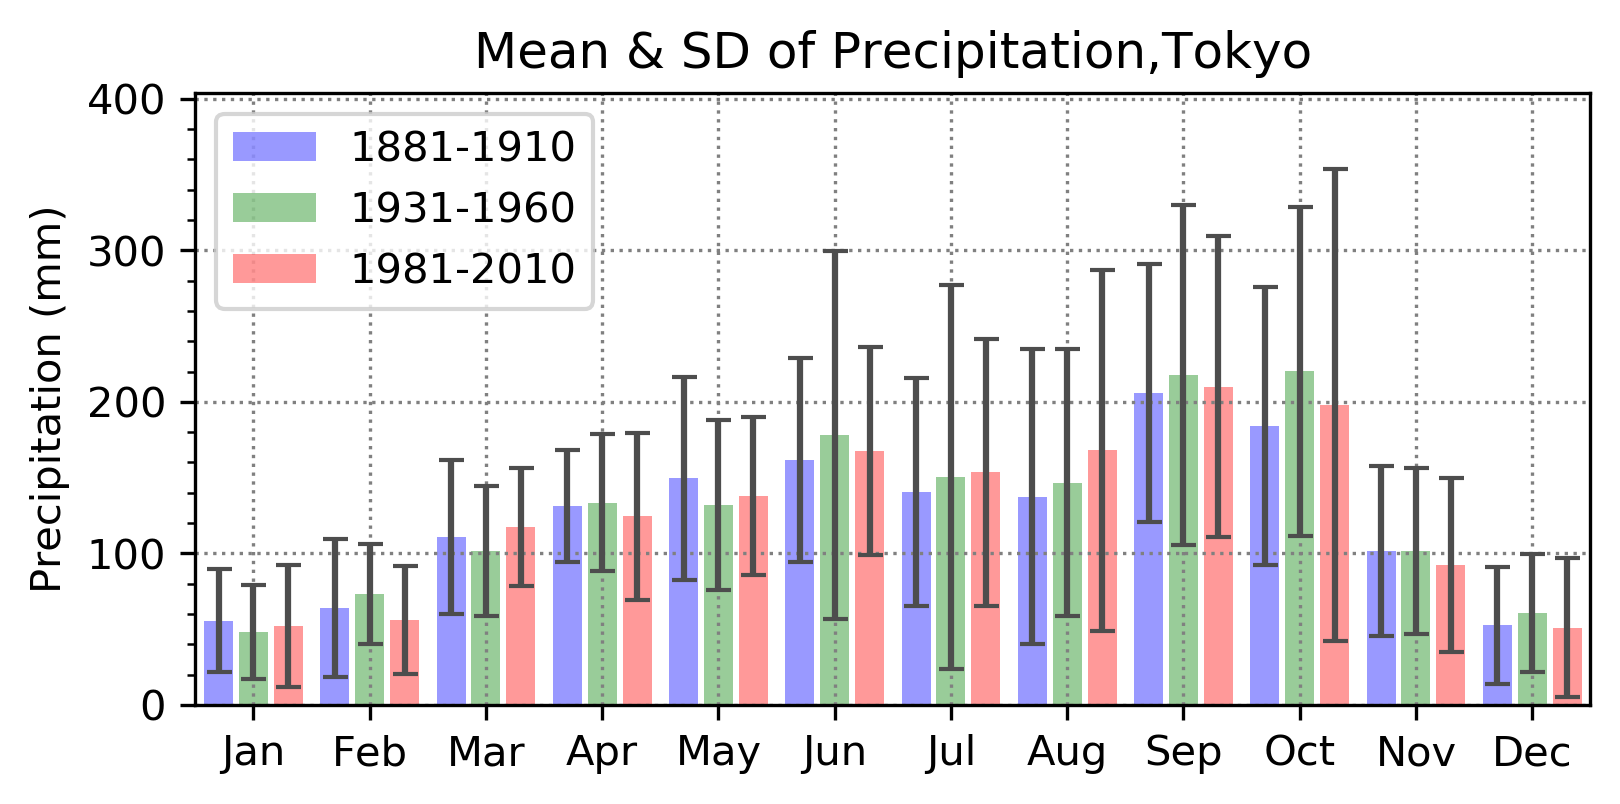 Mean & SD of Precipitation,Tokyo
Precipitation (mm)
400
300
200
100
0
1881-1910
1931-1960
1981-2010
Jan Feb Mar Apr May Jun Jul Aug Sep Oct Nov Dec